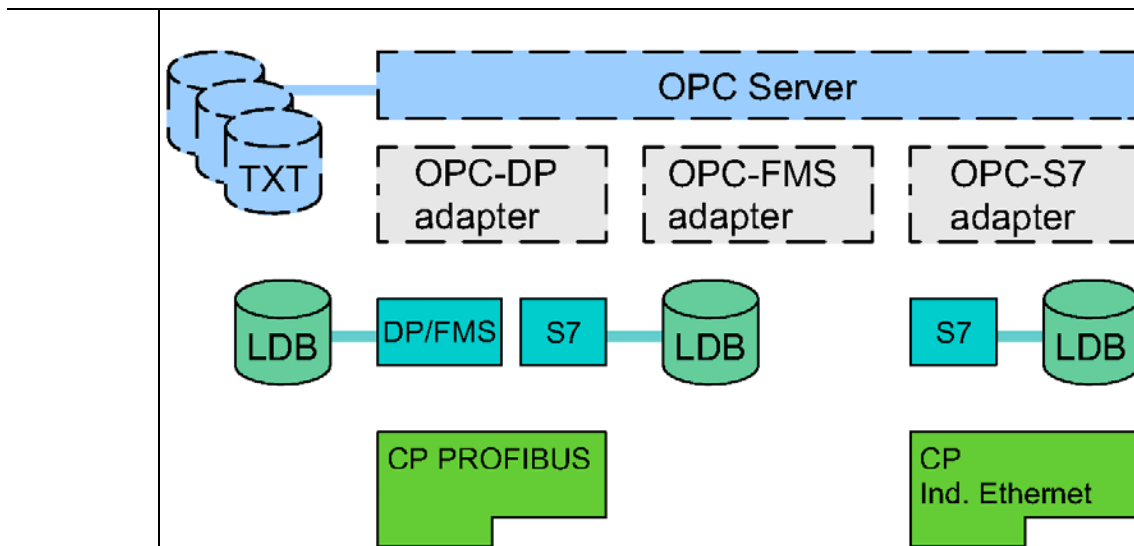 OPC Server
TXT
OPC-DP
adapter
OPC-FMS
adapter
OPC-S7
adapter
LDB
DP/FMS
S7
LDB
S7
LDB
CP PROFIBUS
CP
Ind. Ethernet